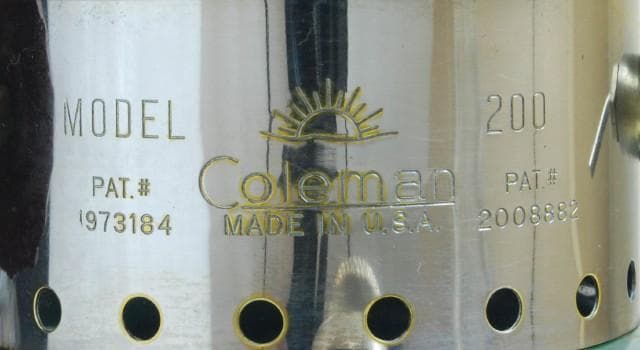 MODEL 200
Coleman
PAT.# PAT.#
1973184 MADE IN U.S.A. 2008882